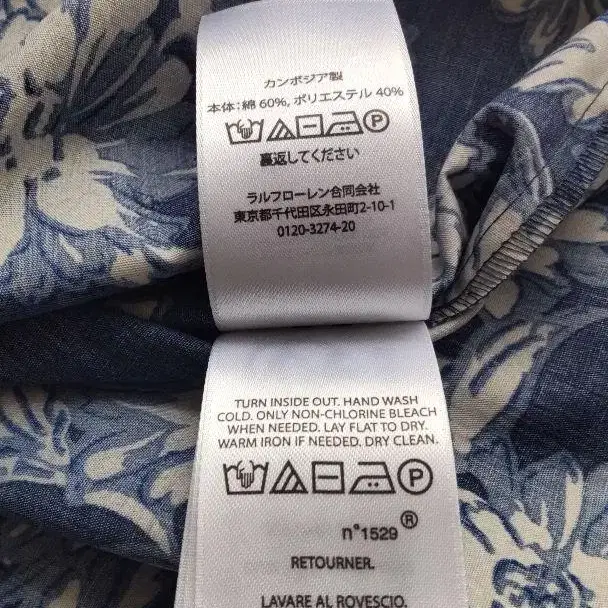 カンボジア製
本体：綿 60%, ポリエステル 40%
P
裏返してください
ラルフローレン合同会社
東京都千代田区永田町2-10-1
0120-3274-20
TURN INSIDE OUT. HAND WASH
COLD. ONLY NON-CHLORINE BLEACH
WHEN NEEDED. LAY FLAT TO DRY.
WARM IRON IF NEEDED. DRY CLEAN.
P
n°1529®
RETOURNER.
LAVARE AL ROVESCIO.